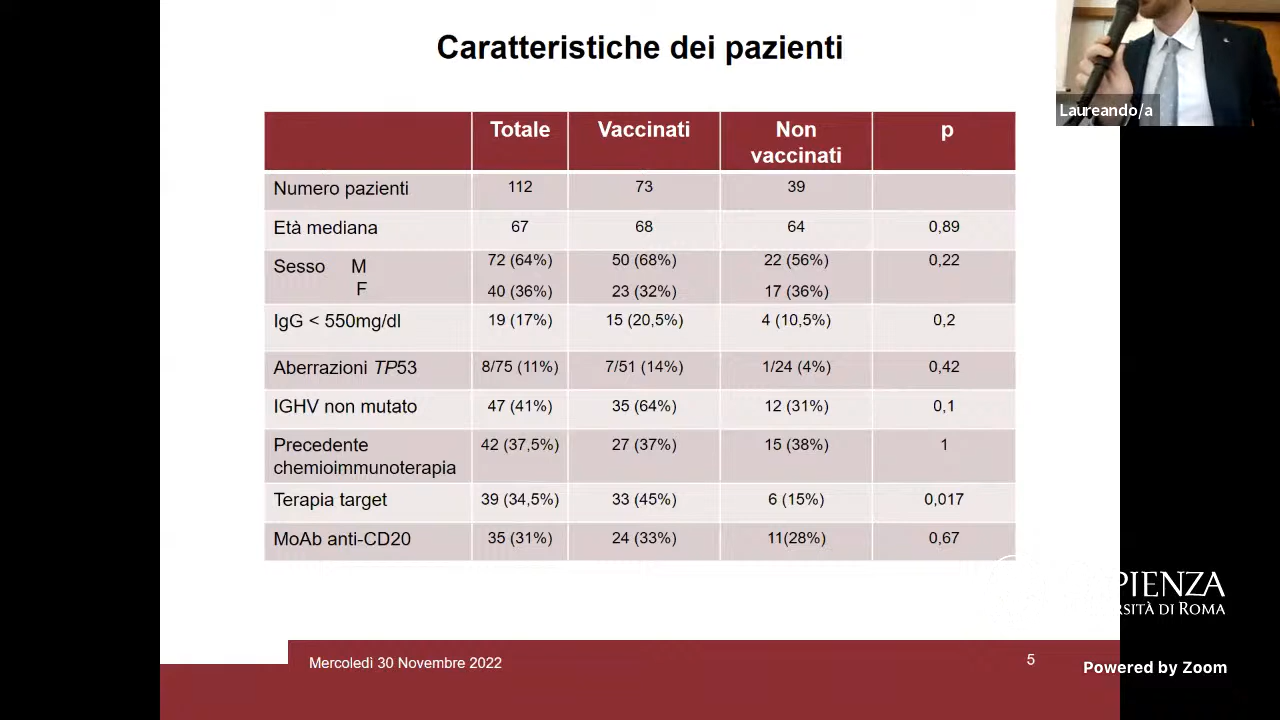 Caratteristiche dei pazienti
Laureando/a
Totale Vaccinati Non vaccinati p
Numero pazienti 112 73 39
Età mediana 67 68 64 0,89
Sesso M 72 (64%) 50 (68%) 22 (56%) 0,22
F 40 (36%) 23 (32%) 17 (36%)
IgG < 550mg/dl 19 (17%) 15 (20,5%) 4 (10,5%) 0,2
Aberrazioni TP53 8/75 (11%) 7/51 (14%) 1/24 (4%) 0,42
IGHV non mutato 47 (41%) 35 (64%) 12 (31%) 0,1
Precedente chemioimmunoterapia 42 (37,5%) 27 (37%) 15 (38%) 1
Terapia target 39 (34,5%) 33 (45%) 6 (15%) 0,017
MoAb anti-CD20 35 (31%) 24 (33%) 11(28%) 0,67
PIENZA
RSITÀ DI ROMA
Mercoledì 30 Novembre 2022
5
Powered by Zoom